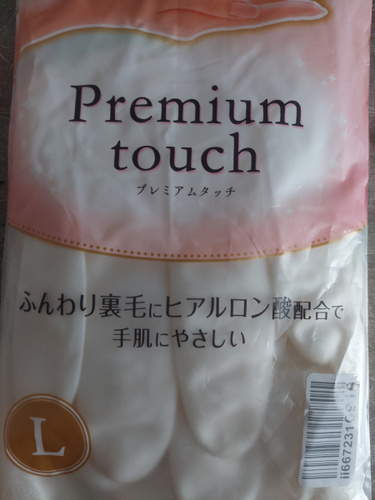 Premium
touch
プレミアムタッチ
ふんわり裏毛にヒアルロン酸配合で
手肌にやさしい
L